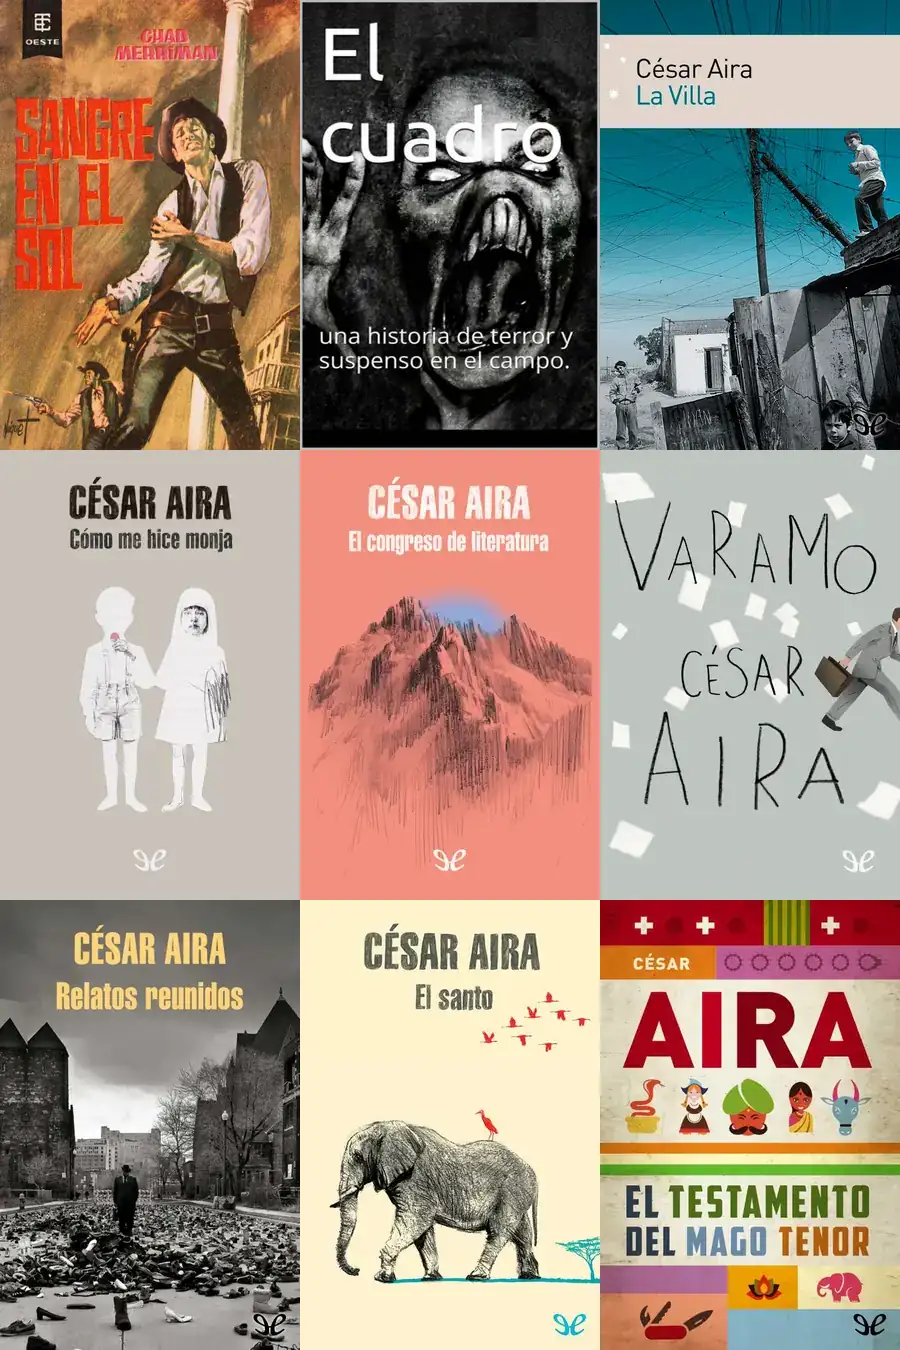 OESTE
CHAD
MERRIMAN
SANGRE
EN EL
SOL
El
cuadro
una historia de terror y
suspenso en el campo.
César Aira
La Villa
CÉSAR AIRA
Cómo me hice monja
CÉSAR AIRA
El congreso de literatura
VARAMO
CÉSAR
AIRA
CÉSAR AIRA
Relatos reunidos
CÉSAR AIRA
El santo
CÉSAR
AIRA
EL TESTAMENTO
DEL MAGO TENOR